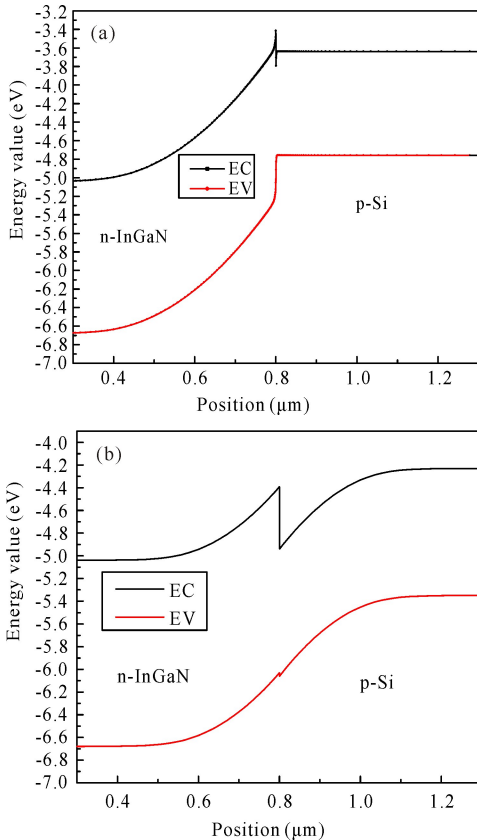 (a)
-3.2
-3.4
-3.6
-3.8
-4.0
-4.2
-4.4
-4.6
-4.8
-5.0
-5.2
-5.4
-5.6
-5.8
-6.0
-6.2
-6.4
-6.6
-6.8
-7.0
Energy value (eV)
EC
EV
n-InGaN
p-Si
0.4 0.6 0.8 1.0 1.2
Position (μm)
(b)
-4.0
-4.2
-4.4
-4.6
-4.8
-5.0
-5.2
-5.4
-5.6
-5.8
-6.0
-6.2
-6.4
-6.6
-6.8
-7.0
Energy value (eV)
EC
EV
n-InGaN
p-Si
0.4 0.6 0.8 1.0 1.2
Position (μm)